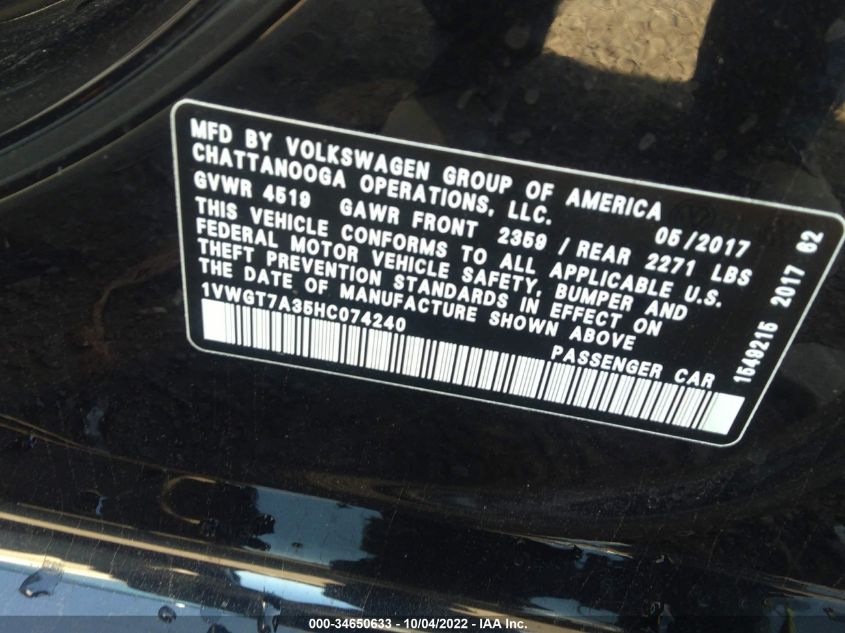 MFD BY VOLKSWAGEN GROUP OF AMERICA
CHATTANOOGA OPERATIONS, LLC.
GVWR 4519 GAWR FRONT 2359 / REAR 2271 LBS
05/2017
THIS VEHICLE CONFORMS TO ALL APPLICABLE U.S.
FEDERAL MOTOR VEHICLE SAFETY, BUMPER AND
THEFT PREVENTION STANDARDS IN EFFECT ON
THE DATE OF MANUFACTURE SHOWN ABOVE
1VWGT7A35HC074240
PASSENGER CAR
1549215 2017 62
000-34650633 - 10/04/2022 - IAA Inc.